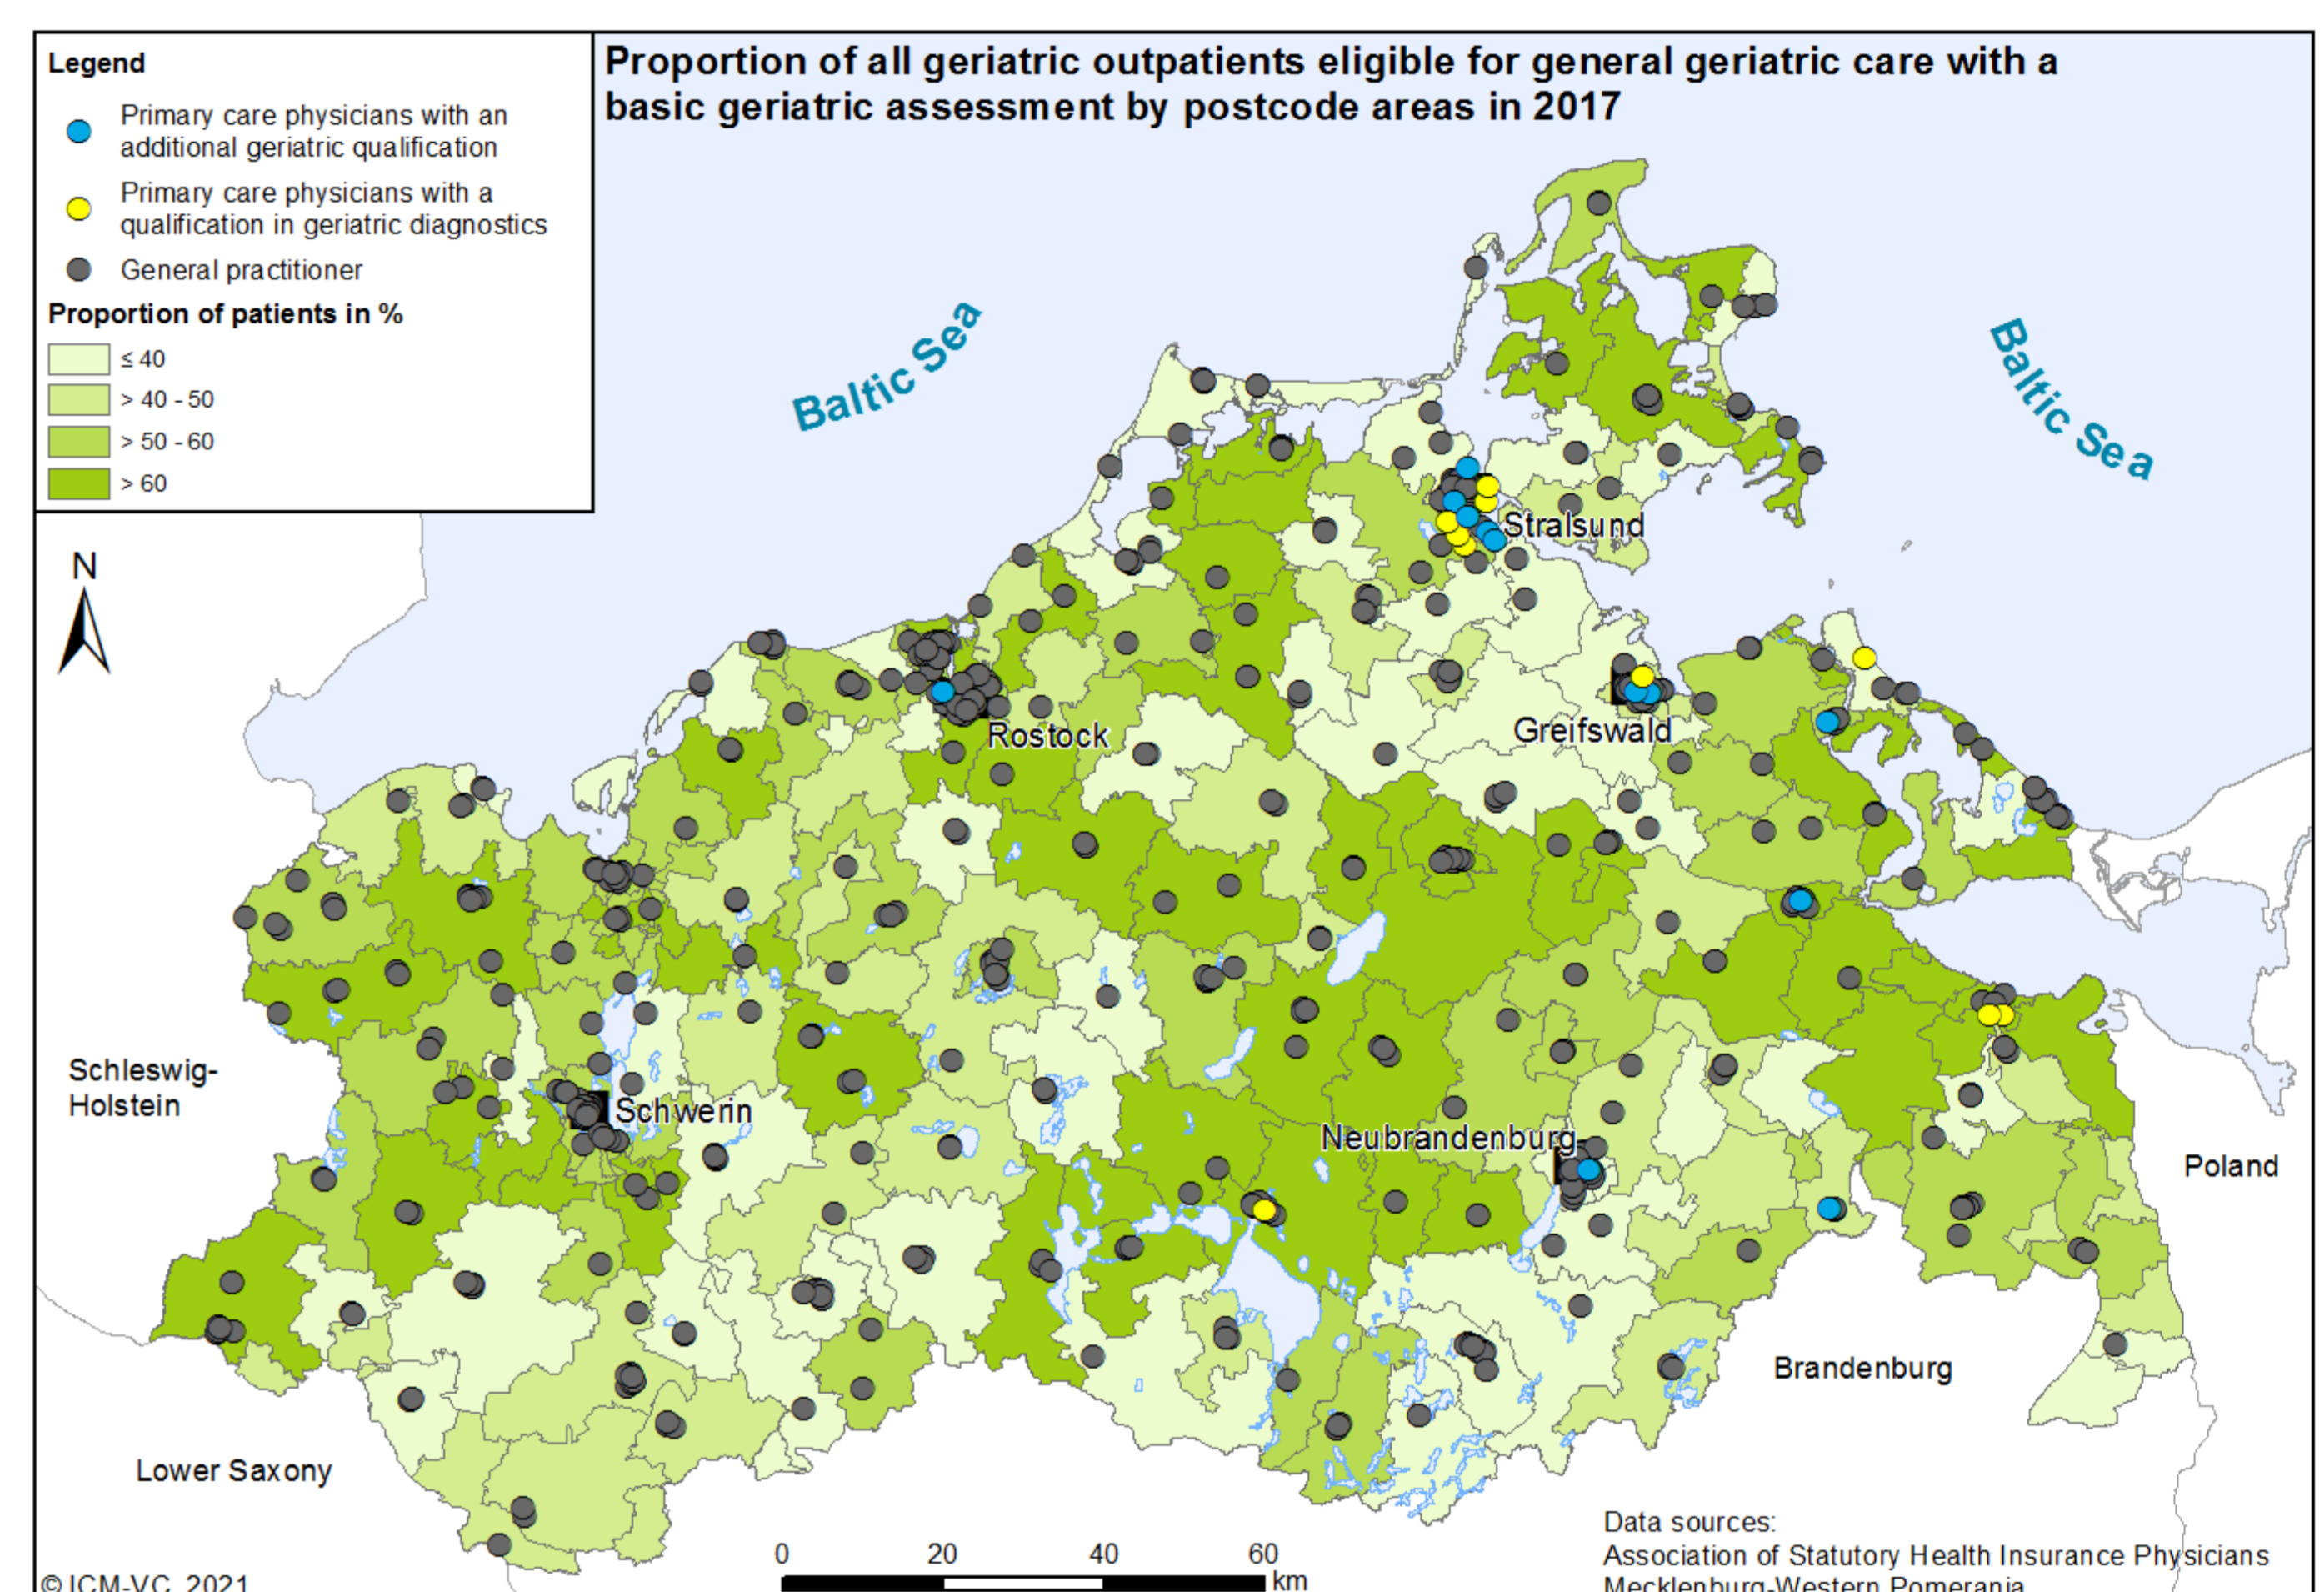 Legend
Primary care physicians with an
additional geriatric qualification
Primary care physicians with a
qualification in geriatric diagnostics
General practitioner
Proportion of patients in %
≤ 40
> 40 - 50
> 50 - 60
> 60
Proportion of all geriatric outpatients eligible for general geriatric care with a
basic geriatric assessment by postcode areas in 2017
Baltic Sea
Baltic Sea
N
Stralsund
Rostock
Greifswald
Schleswig-
Holstein
Schwerin
Neubrandenburg
Poland
Brandenburg
Lower Saxony
0 20 40 60
km
Data sources:
Association of Statutory Health Insurance Physicians
Mecklenburg-Western Pomerania
© ICM-VC, 2021